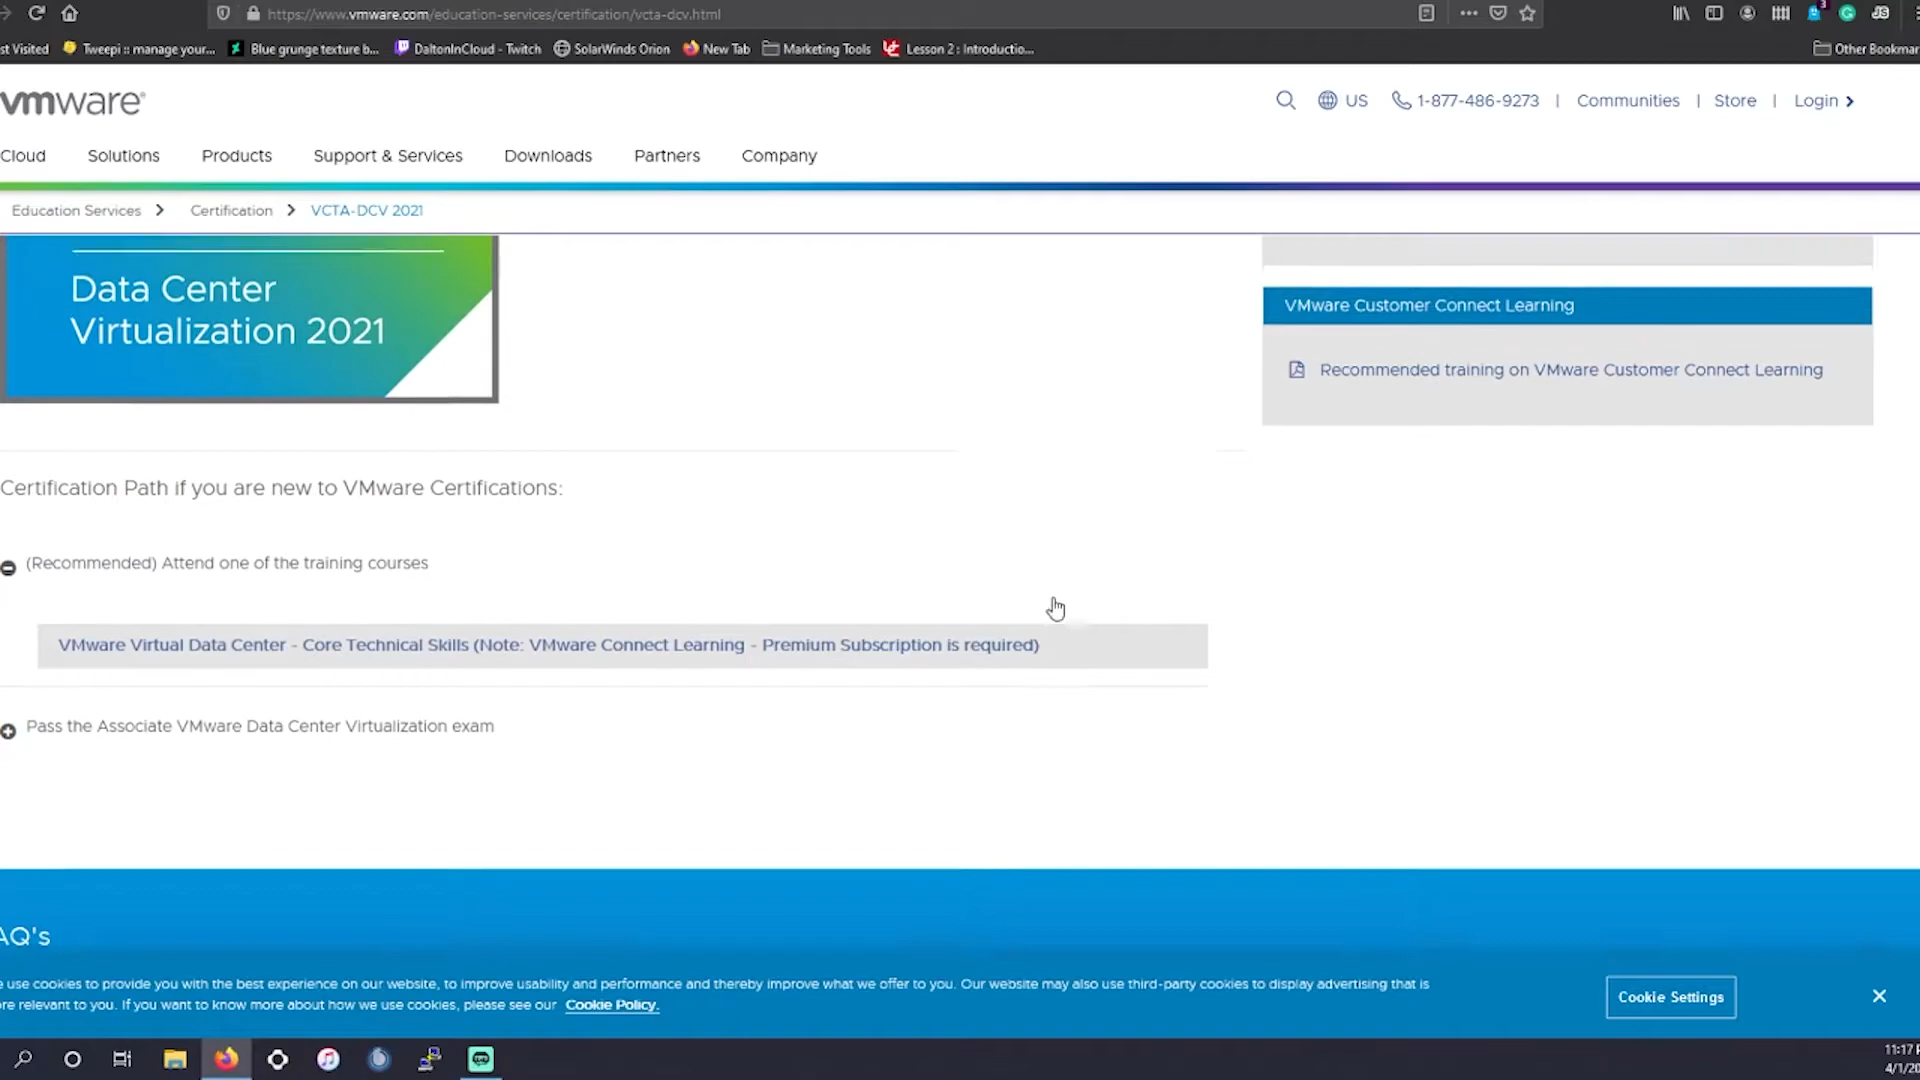 https://www.vmware.com/education-services/certification/vcta-dcv.html
3
JS
st Visited
Tweepi :: manage your...
Blue grunge texture b...
DaltonInCloud - Twitch
SolarWinds Orion
New Tab
Marketing Tools
Lesson 2 : Introductio...
Other Bookmar
vmware
US
1-877-486-9273 | Communities | Store | Login
Cloud
Solutions
Products
Support & Services
Downloads
Partners
Company
Education Services
Certification
VCTA-DCV 2021
Data Center
Virtualization 2021
VMware Customer Connect Learning
Recommended training on VMware Customer Connect Learning
Certification Path if you are new to VMware Certifications:
(Recommended) Attend one of the training courses
VMware Virtual Data Center - Core Technical Skills (Note: VMware Connect Learning - Premium Subscription is required)
Pass the Associate VMware Data Center Virtualization exam
AQ's
use cookies to provide you with the best experience on our website, to improve usability and performance and thereby improve what we offer to you. Our website may also use third-party cookies to display advertising that is
re relevant to you. If you want to know more about how we use cookies, please see our Cookie Policy.
Cookie Settings
11:17 P
4/1/20